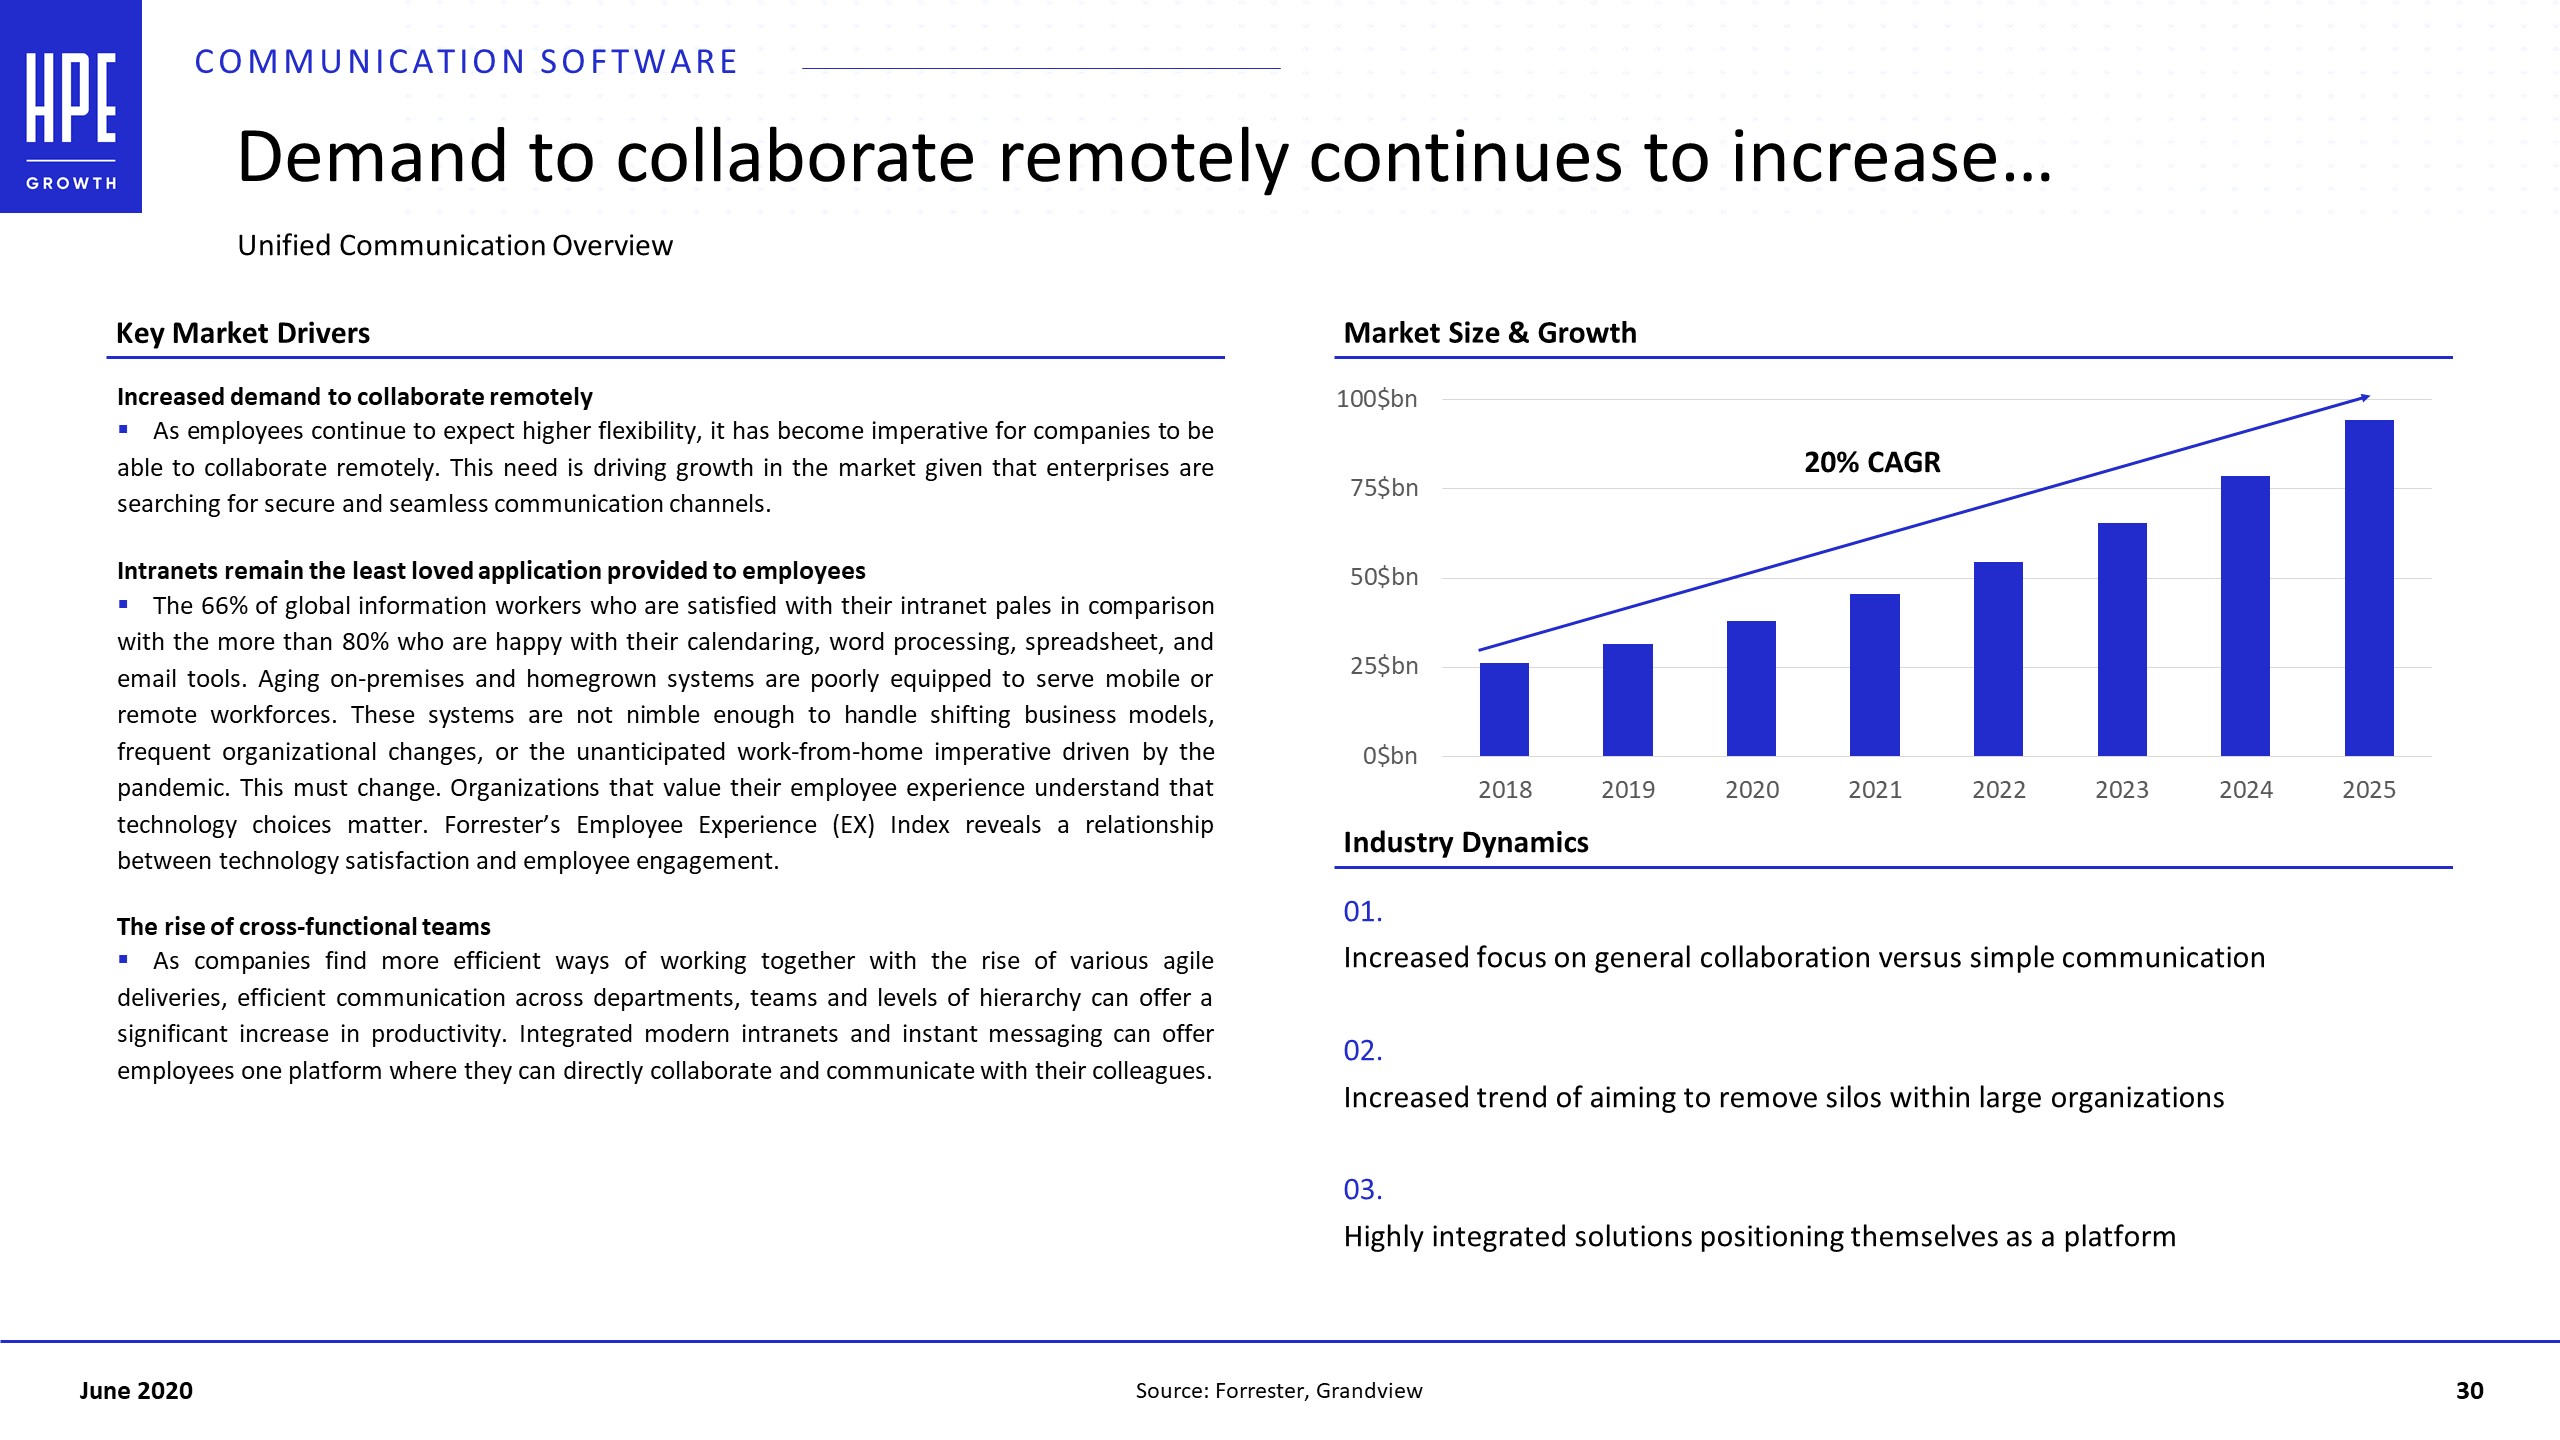 HPE
GROWTH
COMMUNICATION SOFTWARE
Demand to collaborate remotely continues to increase…
Unified Communication Overview
Key Market Drivers
Increased demand to collaborate remotely
▪ As employees continue to expect higher flexibility, it has become imperative for companies to be
able to collaborate remotely. This need is driving growth in the market given that enterprises are
searching for secure and seamless communication channels.
Intranets remain the least loved application provided to employees
▪ The 66% of global information workers who are satisfied with their intranet pales in comparison
with the more than 80% who are happy with their calendaring, word processing, spreadsheet, and
email tools. Aging on-premises and homegrown systems are poorly equipped to serve mobile or
remote workforces. These systems are not nimble enough to handle shifting business models,
frequent organizational changes, or the unanticipated work-from-home imperative driven by the
pandemic. This must change. Organizations that value their employee experience understand that
technology choices matter. Forrester’s Employee Experience (EX) Index reveals a relationship
between technology satisfaction and employee engagement.
The rise of cross-functional teams
▪ As companies find more efficient ways of working together with the rise of various agile
deliveries, efficient communication across departments, teams and levels of hierarchy can offer a
significant increase in productivity. Integrated modern intranets and instant messaging can offer
employees one platform where they can directly collaborate and communicate with their colleagues.
Market Size & Growth
100$bn
75$bn
50$bn
25$bn
0$bn
20% CAGR
2018 2019 2020 2021 2022 2023 2024 2025
Industry Dynamics
01.
Increased focus on general collaboration versus simple communication
02.
Increased trend of aiming to remove silos within large organizations
03.
Highly integrated solutions positioning themselves as a platform
June 2020
Source: Forrester, Grandview
30